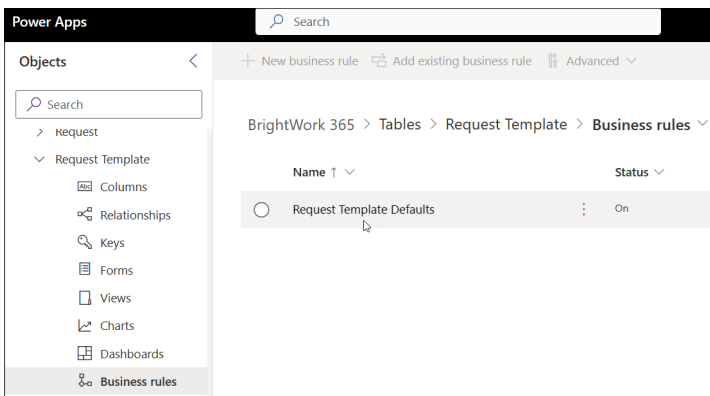 Power Apps
Search
Objects
New business rule
Add existing business rule
Advanced
Search
Request
Request Template
Abc Columns
Relationships
Keys
Forms
Views
Charts
Dashboards
Business rules
BrightWork 365 > Tables > Request Template > Business rules
Name ↑
Status
Request Template Defaults
On